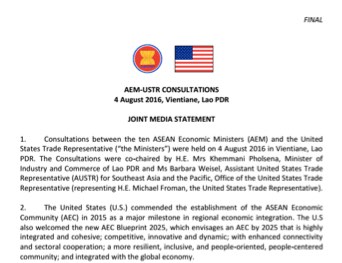 FINAL
AEM-USTR CONSULTATIONS
4 August 2016, Vientiane, Lao PDR
JOINT MEDIA STATEMENT
1. Consultations between the ten ASEAN Economic Ministers (AEM) and the United
States Trade Representative ("the Ministers") were held on 4 August 2016 in Vientiane, Lao
PDR. The Consultations were co-chaired by H.E. Mrs Khemmani Pholsena, Minister of
Industry and Commerce of Lao PDR and Ms Barbara Weisel, Assistant United States Trade
Representative (AUSTR) for Southeast Asia and the Pacific, Office of the United States Trade
Representative (representing H.E. Michael Froman, the United States Trade Representative).
2. The United States (U.S.) commended the establishment of the ASEAN Economic
Community (AEC) in 2015 as a major milestone in regional economic integration. The U.S
also welcomed the new AEC Blueprint 2025, which envisages an AEC by 2025 that is highly
integrated and cohesive; competitive, innovative and dynamic; with enhanced connectivity
and sectoral cooperation; a more resilient, inclusive, and people-oriented, people-centered
community; and integrated with the global economy.